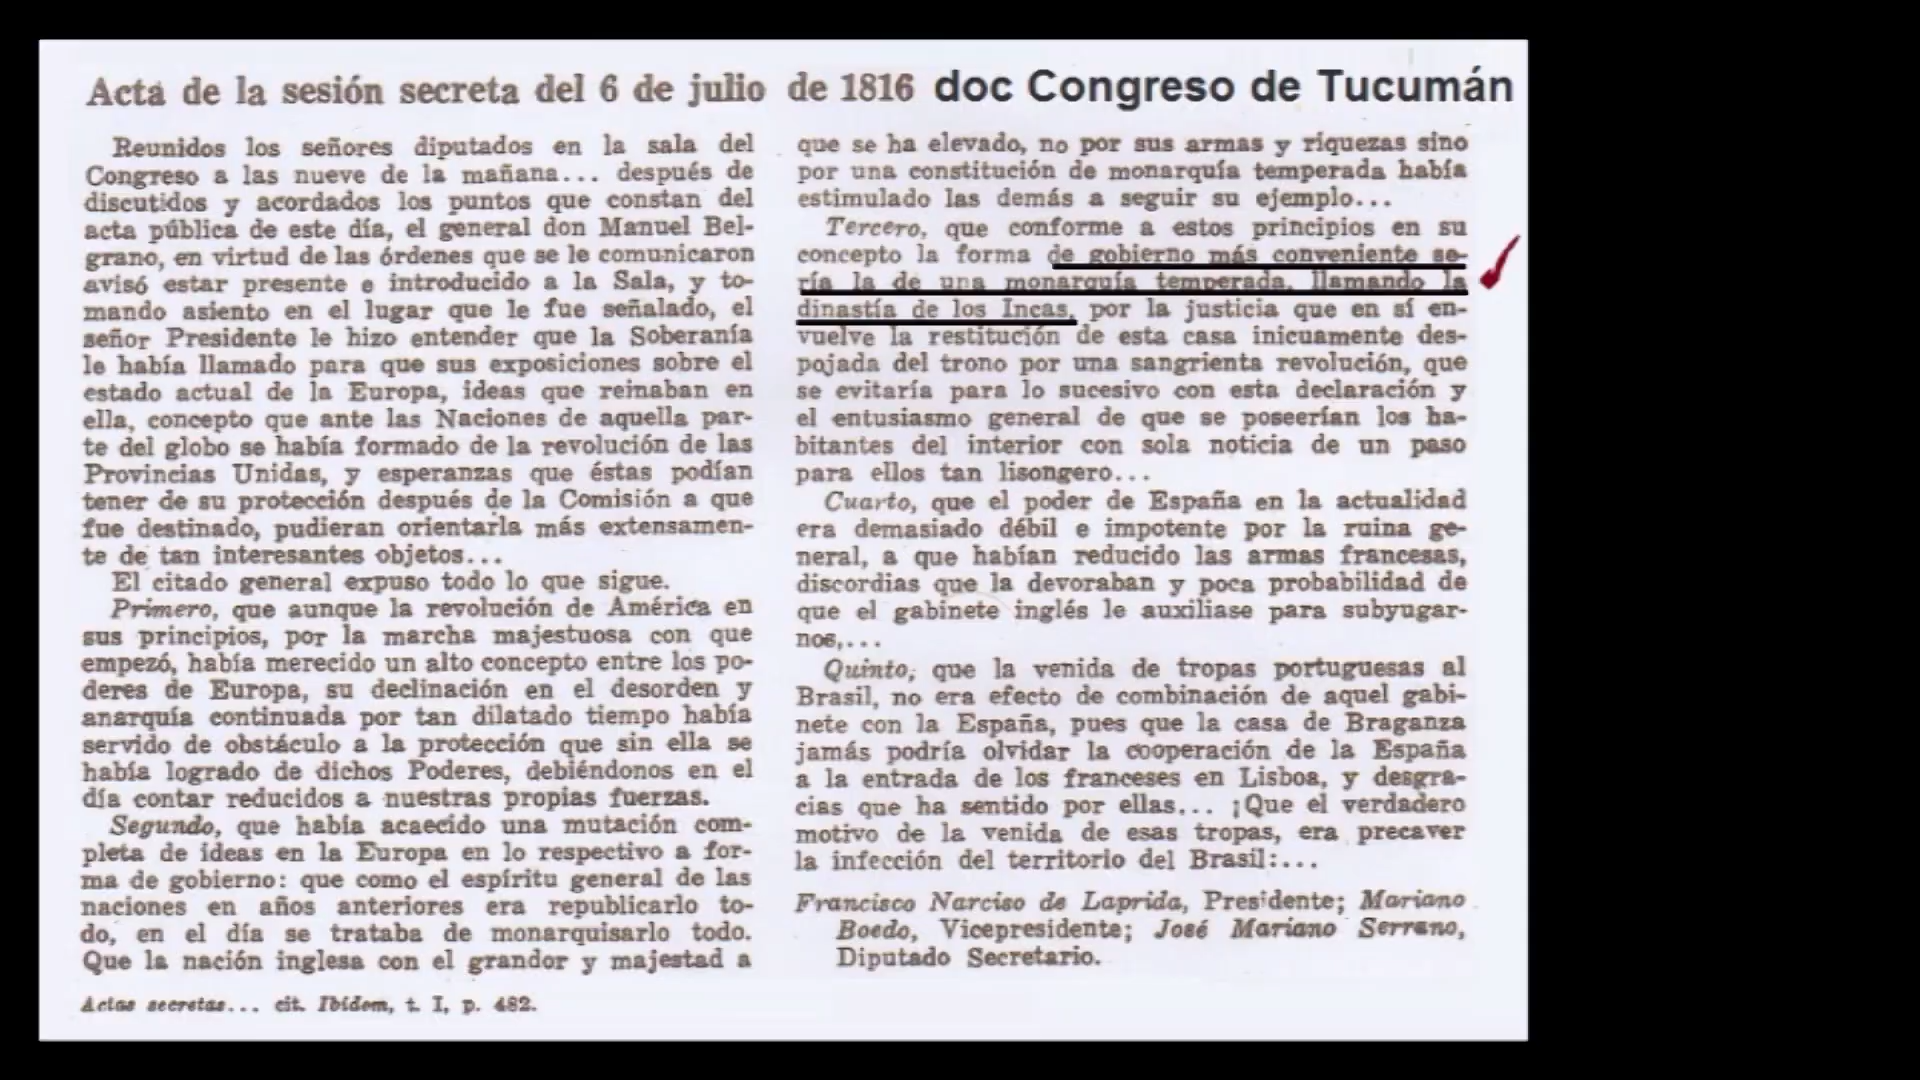 Acta de la sesión secreta del 6 de julio de 1816 doc Congreso de Tucumán
Reunidos los señores diputados en la sala del
Congreso a las nueve de la mañana... después de
discutidos y acordados los puntos que constan del
acta pública de este día, el general don Manuel Bel-
grano, en virtud de las órdenes que se le comunicaron
avisó estar presente e introducido a la Sala, y to-
mando asiento en el lugar que le fue señalado, el
señor Presidente le hizo entender que la Soberanía
le había llamado para que sus exposiciones sobre el
estado actual de la Europa, ideas que reinaban en
ella, concepto que ante las Naciones de aquella par-
te del globo se había formado de la revolución de las
Provincias Unidas, y esperanzas que éstas podían
tener de su protección después de la Comisión a que
fue destinado, pudieran orientarla más extensamen-
te de tan interesantes objetos...
El citado general expuso todo lo que sigue.
Primero, que aunque la revolución de América en
sus principios, por la marcha majestuosa con que
empezó, había merecido un alto concepto entre los po-
deres de Europa, su declinación en el desorden y
anarquía continuada por tan dilatado tiempo había
servido de obstáculo a la protección que sin ella se
había logrado de dichos Poderes, debiéndonos en el
día contar reducidos a nuestras propias fuerzas.
Segundo, que había acaecido una mutación com-
pleta de ideas en la Europa en lo respectivo a for-
ma de gobierno: que como el espíritu general de las
naciones en años anteriores era republicarlo to-
do, en el día se trataba de monarquisarlo todo.
Que la nación inglesa con el grandor y majestad a
Actas secretas... cit. Ibídem, t. I, p. 482.
que se ha elevado, no por sus armas y riquezas sino
por una constitución de monarquía temperada había
estimulado las demás a seguir su ejemplo...
Tercero, que conforme a estos principios en su
concepto la forma de gobierno más conveniente se-
ría la de una monarquía temperada, llamando la
dinastía de los Incas, por la justicia que en sí en-
vuelve la restitución de esta casa inicuamente des-
pojada del trono por una sangrienta revolución, que
se evitaría para lo sucesivo con esta declaración y
el entusiasmo general de que se poseerían los ha-
bitantes del interior con sola noticia de un paso
para ellos tan lisongero...
Cuarto, que el poder de España en la actualidad
era demasiado débil e impotente por la ruina ge-
neral, a que habían reducido las armas francesas,
discordias que la devoraban y poca probabilidad de
que el gabinete inglés le auxiliase para subyugar-
nos,...
Quinto, que la venida de tropas portuguesas al
Brasil, no era efecto de combinación de aquel gabi-
nete con la España, pues que la casa de Braganza
jamás podría olvidar la cooperación de la España
a la entrada de los franceses en Lisboa, y desgra-
cias que ha sentido por ellas... ¡Que el verdadero
motivo de la venida de esas tropas, era precaver
la infección del territorio del Brasil:...
Francisco Narciso de Laprida, Presidente; Mariano
Boedo, Vicepresidente; José Mariano Serrano,
Diputado Secretario.